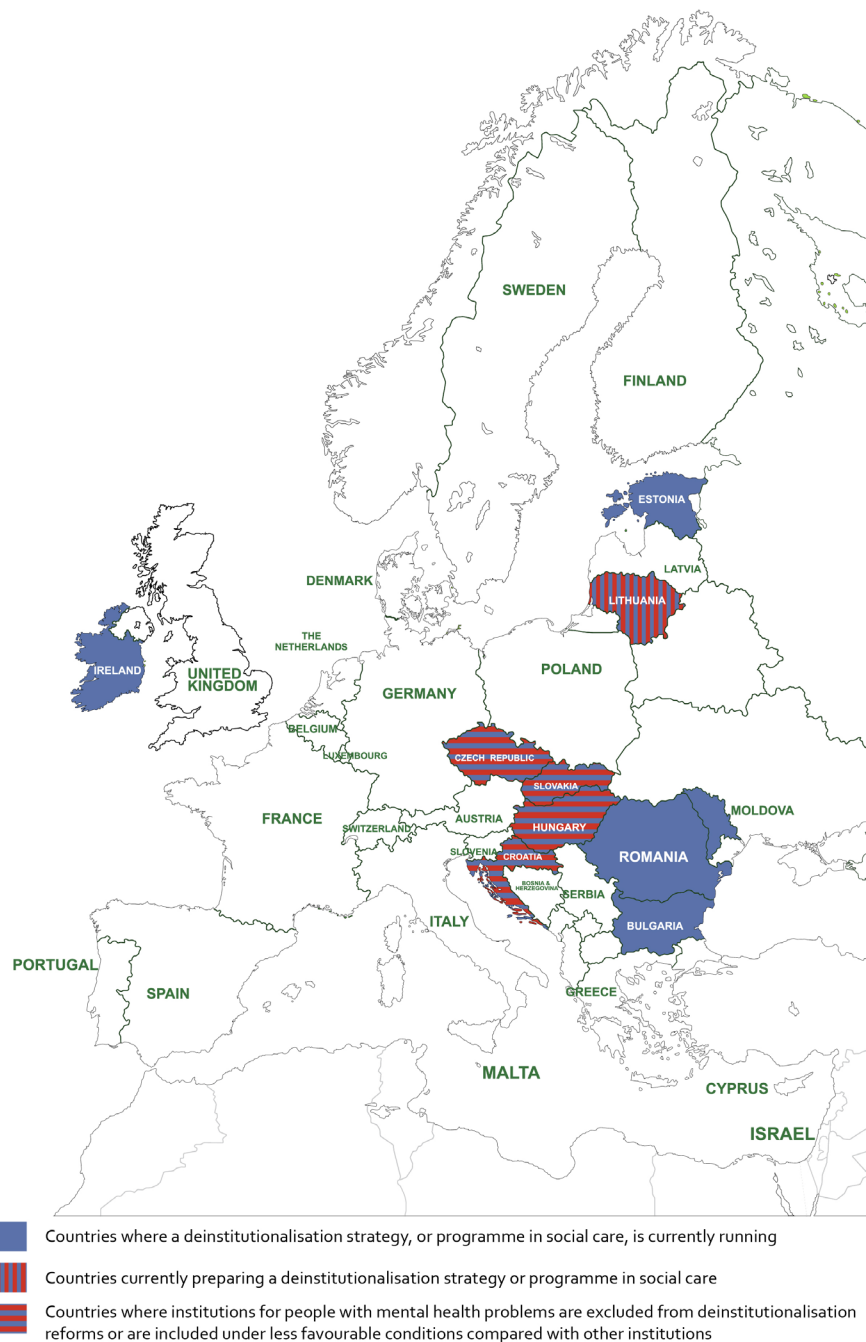 SWEDEN
FINLAND
ESTONIA
LATVIA
DENMARK
LITHUANIA
THE
NETHERLANDS
IRELAND
UNITED
KINGDOM
POLAND
GERMANY
BELGIUM
LUXEMBOURG
CZECH REPUBLIC
SLOVAKIA
FRANCE
AUSTRIA
SWITZERLAND
HUNGARY
MOLDOVA
SLOVENIA
CROATIA
ROMANIA
BOSNIA &
HERZEGOVINA
SERBIA
ITALY
BULGARIA
PORTUGAL
SPAIN
GREECE
MALTA
CYPRUS
ISRAEL
Countries where a deinstitutionalisation strategy, or programme in social care, is currently running
Countries currently preparing a deinstitutionalisation strategy or programme in social care
Countries where institutions for people with mental health problems are excluded from deinstitutionalisation
reforms or are included under less favourable conditions compared with other institutions